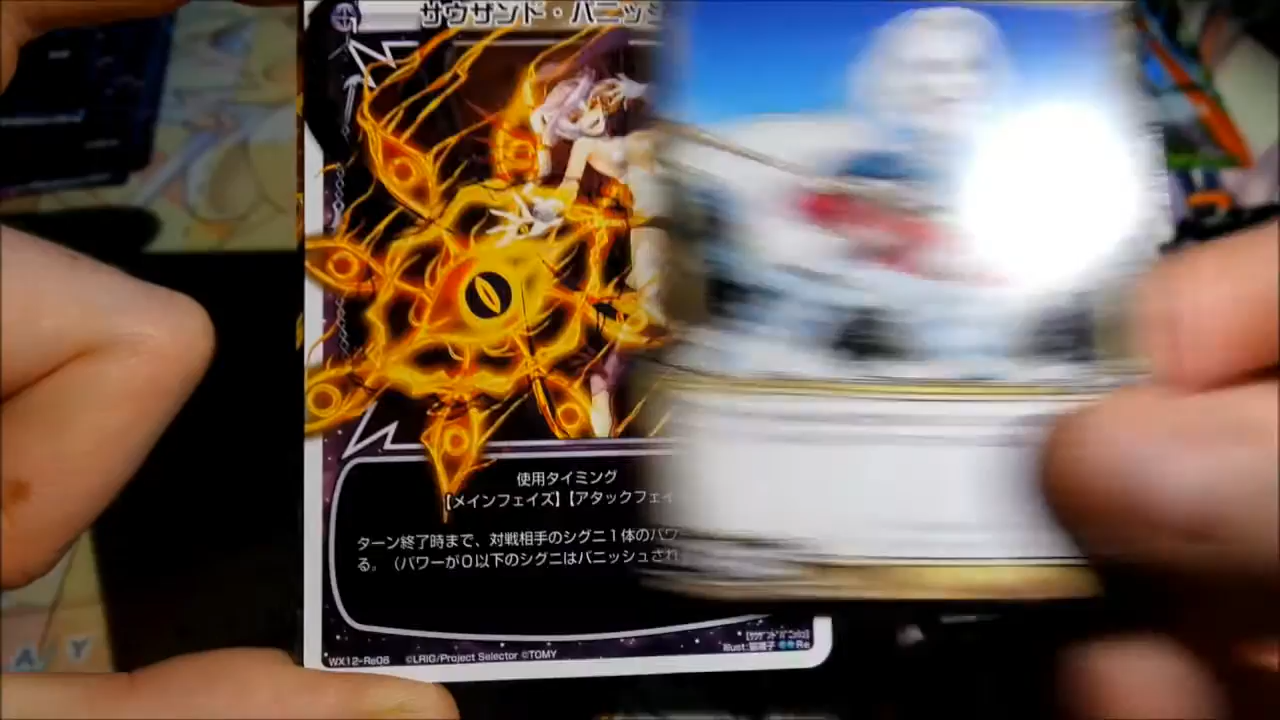 サウザンド・バニッシ
使用タイミング
【メインフェイズ】【アタックフェイ
ターン終了時まで、対戦相手のシグニ1体のパワ
る。（パワーが0以下のシグニはバニッシュされ
WX12-Re06 ©LRIG/Project Selector ©TOMY
Illust: Re
A Y